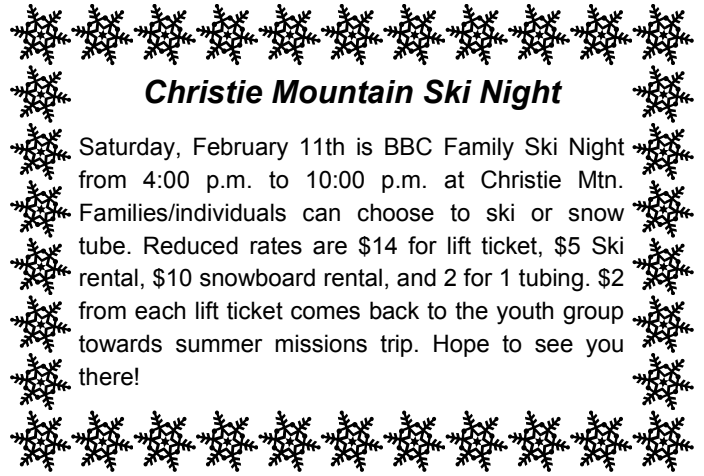 Christie Mountain Ski Night
Saturday, February 11th is BBC Family Ski Night
from 4:00 p.m. to 10:00 p.m. at Christie Mtn.
Families/individuals can choose to ski or snow
tube. Reduced rates are $14 for lift ticket, $5 Ski
rental, $10 snowboard rental, and 2 for 1 tubing. $2
from each lift ticket comes back to the youth group
towards summer missions trip. Hope to see you
there!